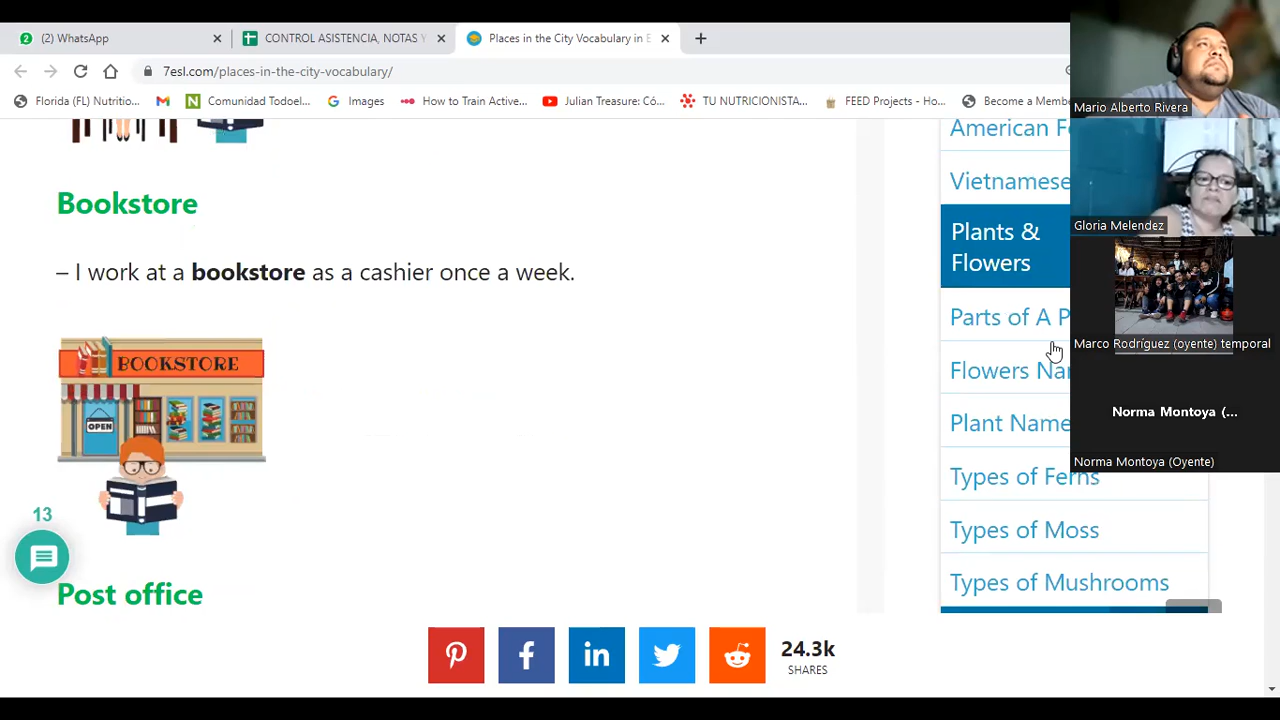 (2) WhatsApp
CONTROL ASISTENCIA, NOTAS Y
Places in the City Vocabulary in E
7esl.com/places-in-the-city-vocabulary/
Florida (FL) Nutritio...
Comunidad Todoel...
Images
How to Train Active...
Julian Treasure: Có...
TU NUTRICIONISTA...
FEED Projects - Ho...
Become a Memb
Bookstore
– I work at a bookstore as a cashier once a week.
BOOKSTORE
OPEN
13
Post office
American F
Vietnamese
Plants &
Flowers
Parts of A P
Flowers Na
Plant Name
Types of Ferns
Types of Moss
Types of Mushrooms
24.3k
SHARES
Mario Alberto Rivera
Gloria Melendez
Marco Rodríguez (oyente) temporal
Norma Montoya (...
Norma Montoya (Oyente)